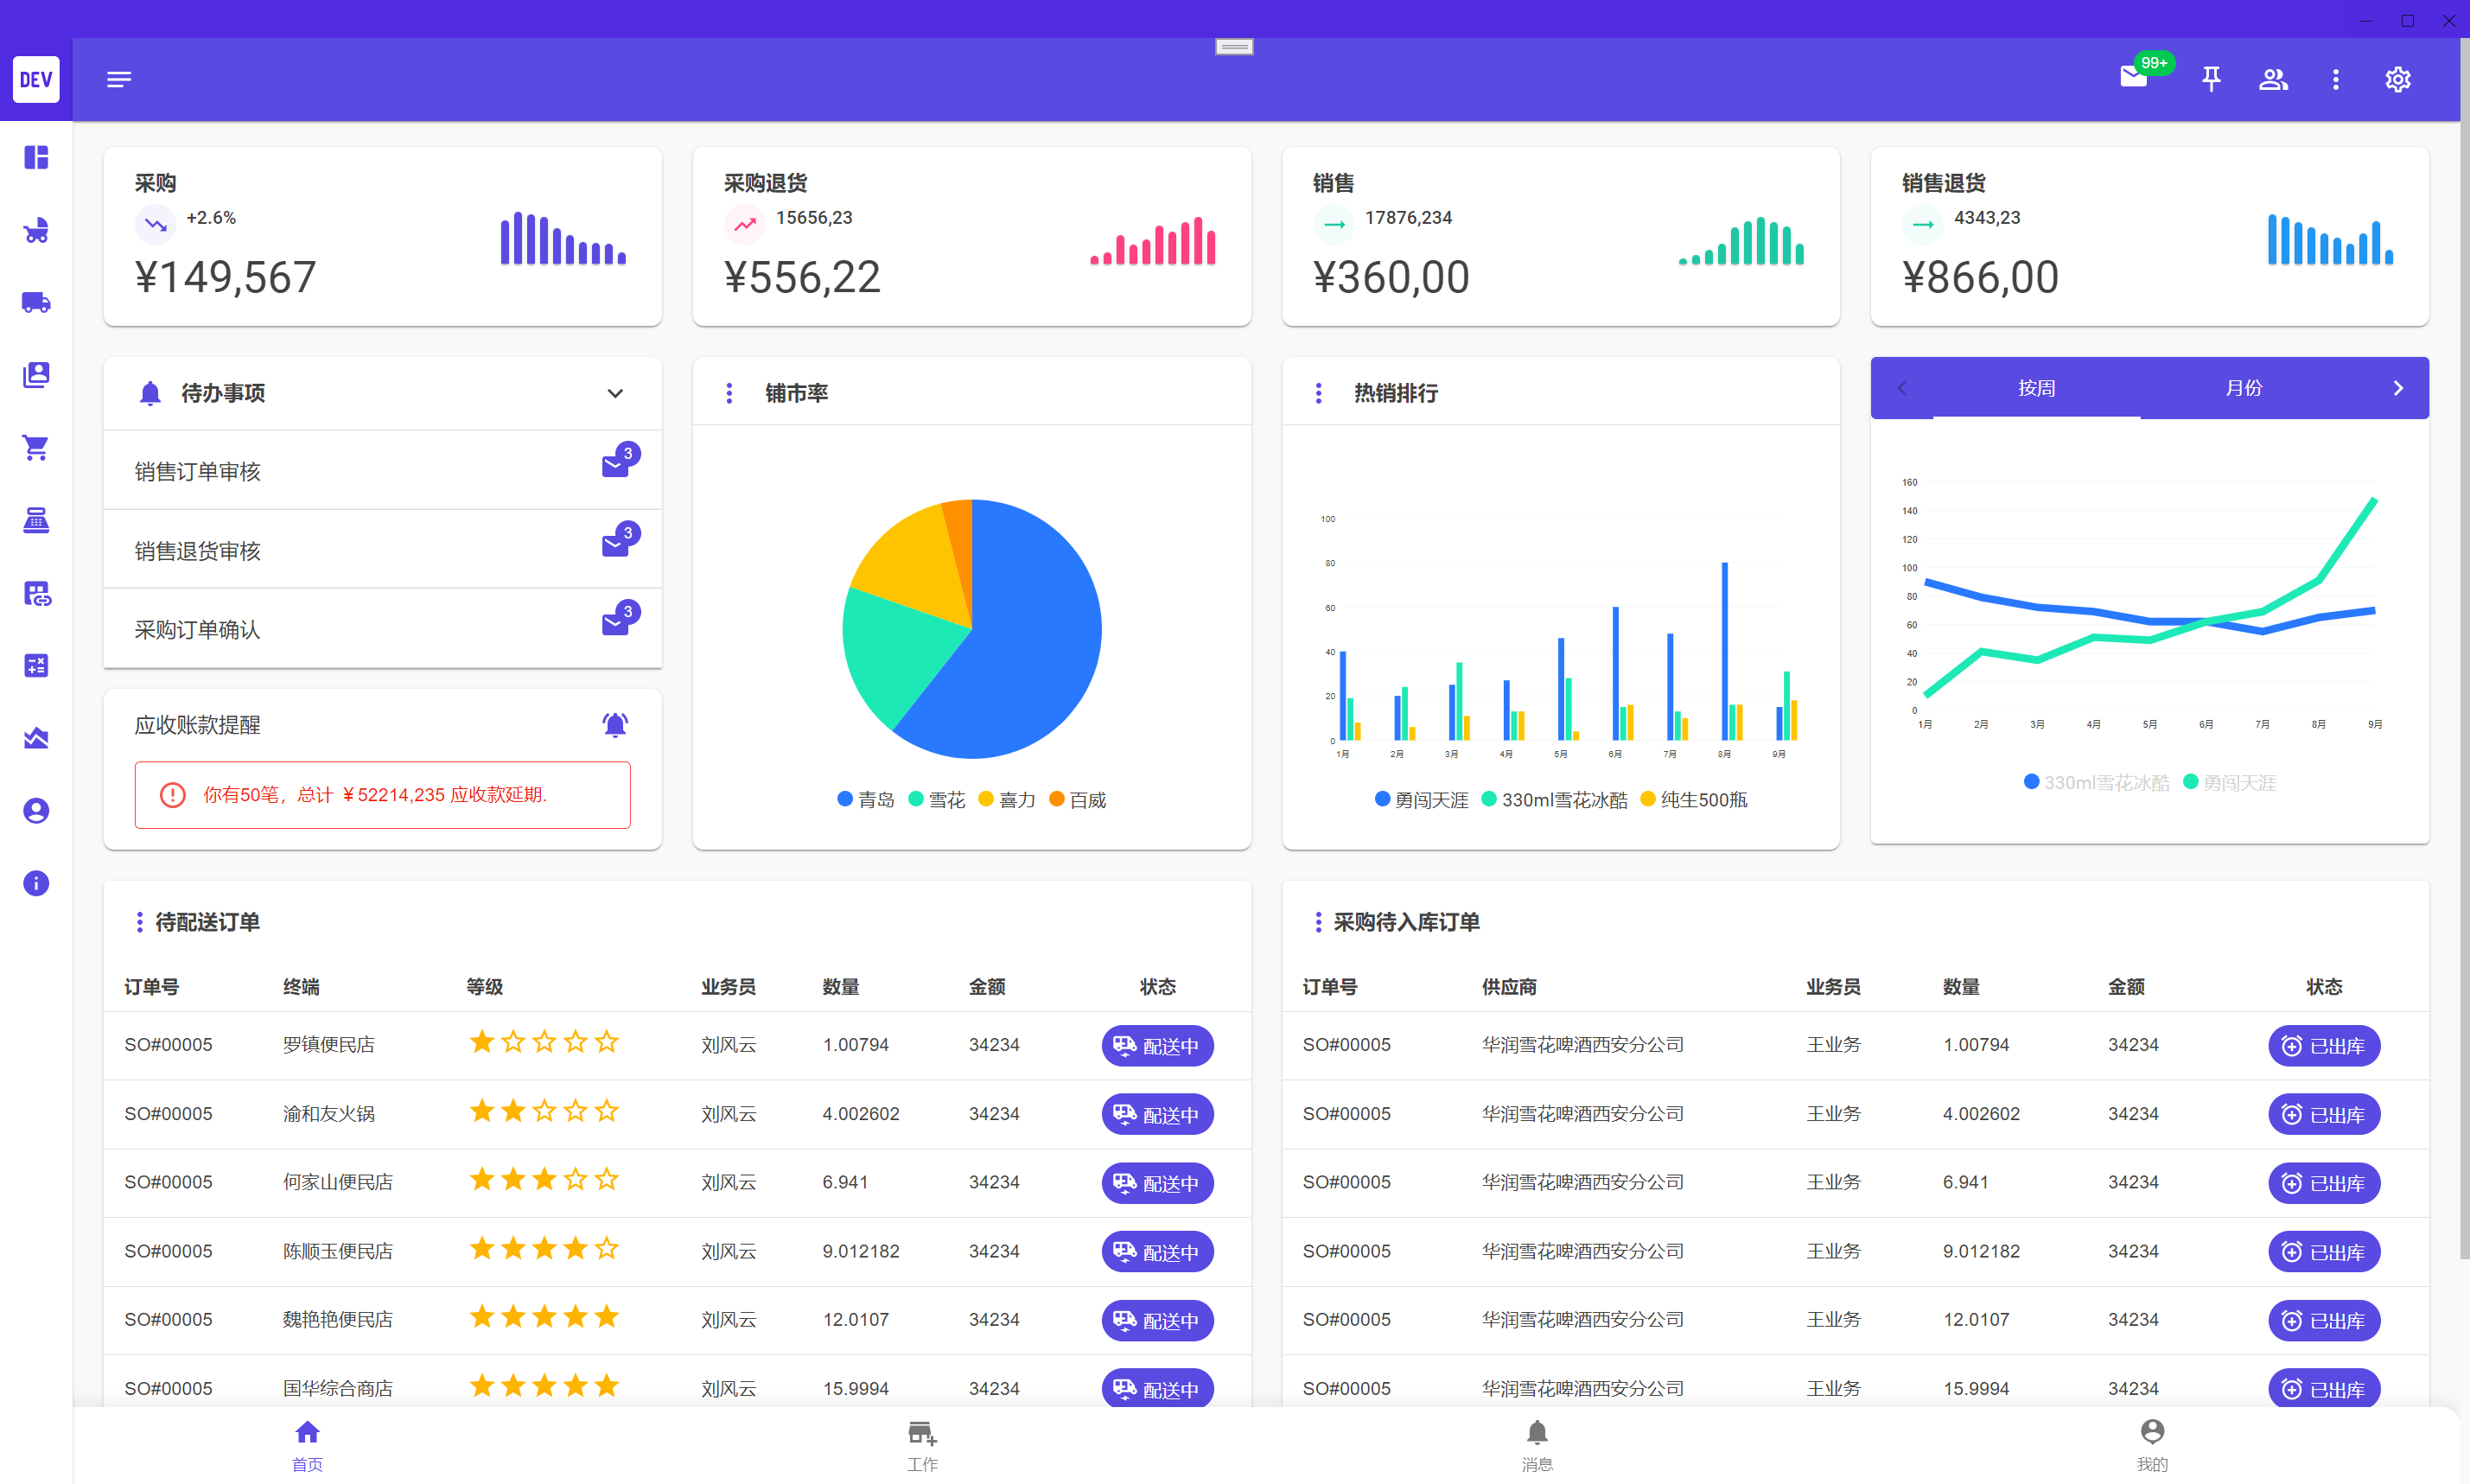 DEV
99+
采购
+2.6%
¥149,567
采购退货
15656,23
¥556,22
销售
17876,234
¥360,00
销售退货
4343,23
¥866,00
待办事项
销售订单审核
3
销售退货审核
3
采购订单确认
3
应收账款提醒
你有50笔，总计 ¥52214,235 应收款延期.
铺市率
青岛 雪花 喜力 百威
热销排行
100
80
60
40
20
0
1月 2月 3月 4月 5月 6月 7月 8月 9月
勇闯天涯 330ml雪花冰酷 纯生500瓶
按周 月份
160
140
120
100
80
60
40
20
0
1月 2月 3月 4月 5月 6月 7月 8月 9月
330ml雪花冰酷 勇闯天涯
待配送订单
订单号 终端 等级 业务员 数量 金额 状态
SO#00005 罗镇便民店 刘风云 1.00794 34234 配送中
SO#00005 渝和友火锅 刘风云 4.002602 34234 配送中
SO#00005 何家山便民店 刘风云 6.941 34234 配送中
SO#00005 陈顺玉便民店 刘风云 9.012182 34234 配送中
SO#00005 魏艳艳便民店 刘风云 12.0107 34234 配送中
SO#00005 国华综合商店 刘风云 15.9994 34234 配送中
采购待入库订单
订单号 供应商 业务员 数量 金额 状态
SO#00005 华润雪花啤酒西安分公司 王业务 1.00794 34234 已出库
SO#00005 华润雪花啤酒西安分公司 王业务 4.002602 34234 已出库
SO#00005 华润雪花啤酒西安分公司 王业务 6.941 34234 已出库
SO#00005 华润雪花啤酒西安分公司 王业务 9.012182 34234 已出库
SO#00005 华润雪花啤酒西安分公司 王业务 12.0107 34234 已出库
SO#00005 华润雪花啤酒西安分公司 王业务 15.9994 34234 已出库
首页 工作 消息 我的